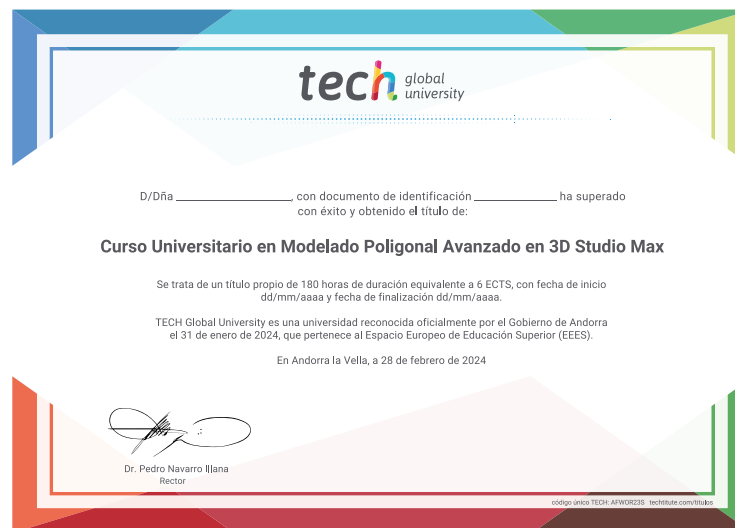 tech global
university
D/Dña ____________, con documento de identificación ____________ ha superado
con éxito y obtenido el título de:
Curso Universitario en Modelado Poligonal Avanzado en 3D Studio Max
Se trata de un título propio de 180 horas de duración equivalente a 6 ECTS, con fecha de inicio
dd/mm/aaaa y fecha de finalización dd/mm/aaaa.
TECH Global University es una universidad reconocida oficialmente por el Gobierno de Andorra
el 31 de enero de 2024, que pertenece al Espacio Europeo de Educación Superior (EEES).
En Andorra la Vella, a 28 de febrero de 2024
Dr. Pedro Navarro Illana
Rector
código único TECH: AFWOR23S techtitute.com/titulos